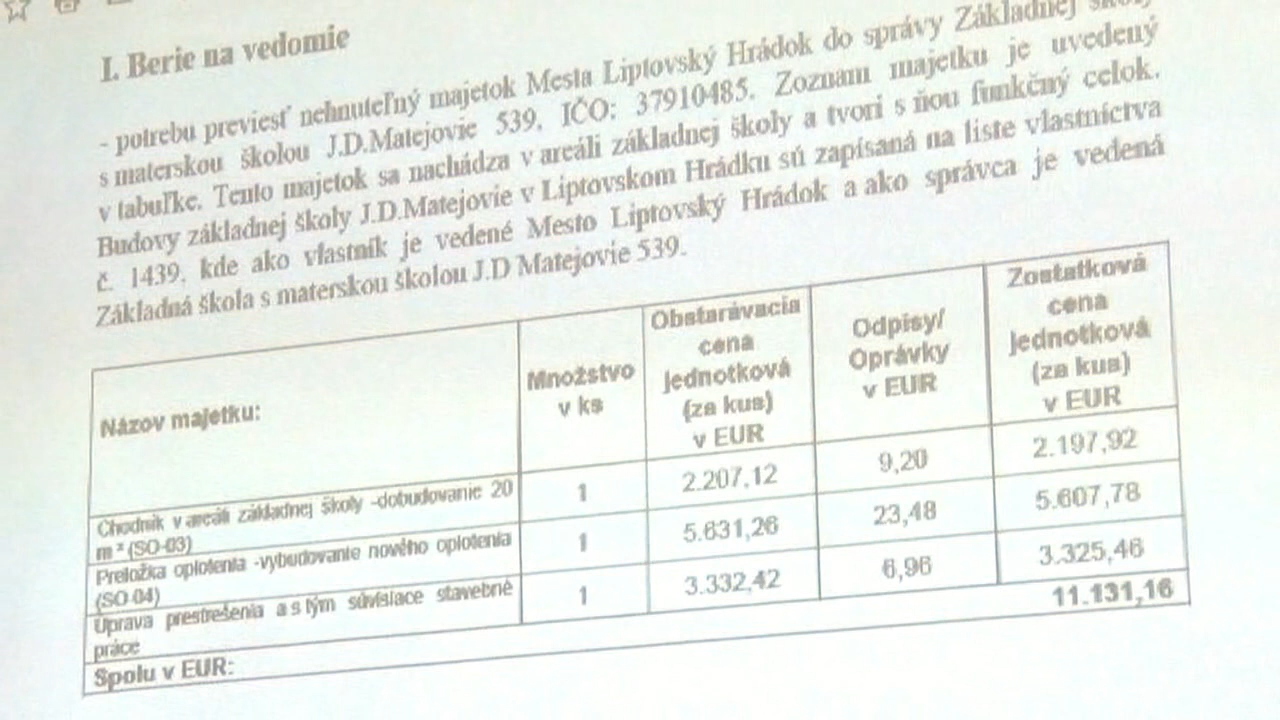 I. Berie na vedomie
- potrebu previesť nehnuteľný majetok Mesta Liptovský Hrádok do správy Základnej školy
s materskou školou J.D.Matejovie 539, IČO: 37910485. Zoznam majetku je uvedený
v tabuľke. Tento majetok sa nachádza v areáli základnej školy a tvori s ňou funkčný celok.
Budovy základnej školy J.D.Matejovie v Liptovskom Hrádku sú zapísaná na liste vlastníctva
č. 1439, kde ako vlastník je vedené Mesto Liptovský Hrádok a ako správca je vedená
Základná škola s materskou školou J.D Matejovie 539.
Názov majetku:
Množstvo
v ks
Obstarávacia
cena
jednotková
(za kus)
v EUR
Odpisy/
Oprávky
v EUR
Zostatková
cena
jednotková
(za kus)
v EUR
Chodník v areáli základnej školy -dobudovanie 20
m ² (SO-03)
1
2.207,12
9,20
2.197,92
Preložka oplotenia -vybudovanie nového oplotenia
(SO 04)
1
5.631,26
23,48
5.607,78
Úprava prestrešenia a s tým súvisiace stavebné
práce
1
3.332,42
6,96
3.325,46
Spolu v EUR:
11.131,16